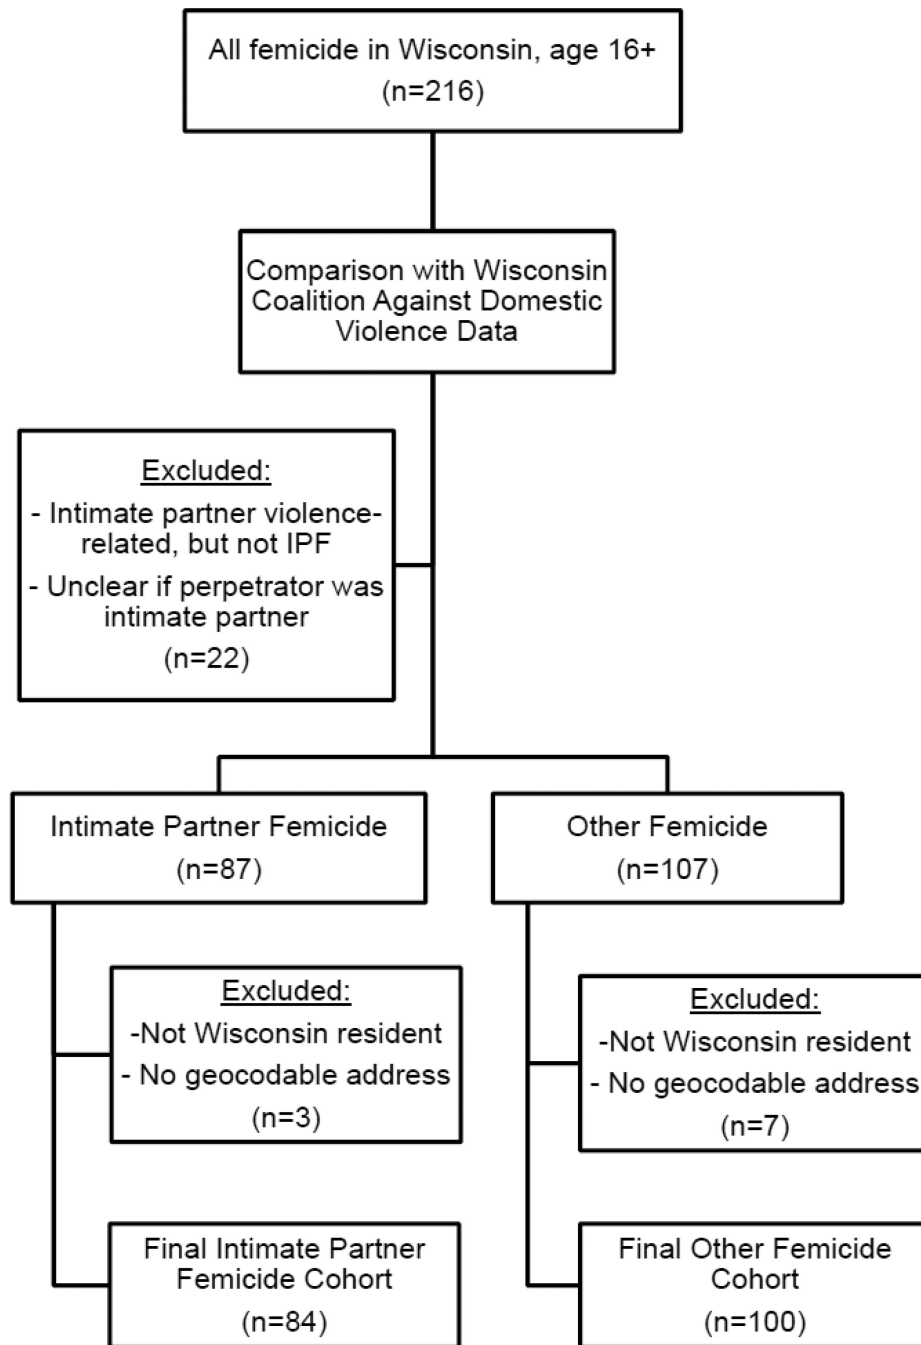 All femicide in Wisconsin, age 16+
(n=216)
Comparison with Wisconsin
Coalition Against Domestic
Violence Data
Excluded:
- Intimate partner violence-
related, but not IPF
- Unclear if perpetrator was
intimate partner
(n=22)
Intimate Partner Femicide
(n=87)
Other Femicide
(n=107)
Excluded:
-Not Wisconsin resident
- No geocodable address
(n=3)
Excluded:
-Not Wisconsin resident
- No geocodable address
(n=7)
Final Intimate Partner
Femicide Cohort
(n=84)
Final Other Femicide
Cohort
(n=100)